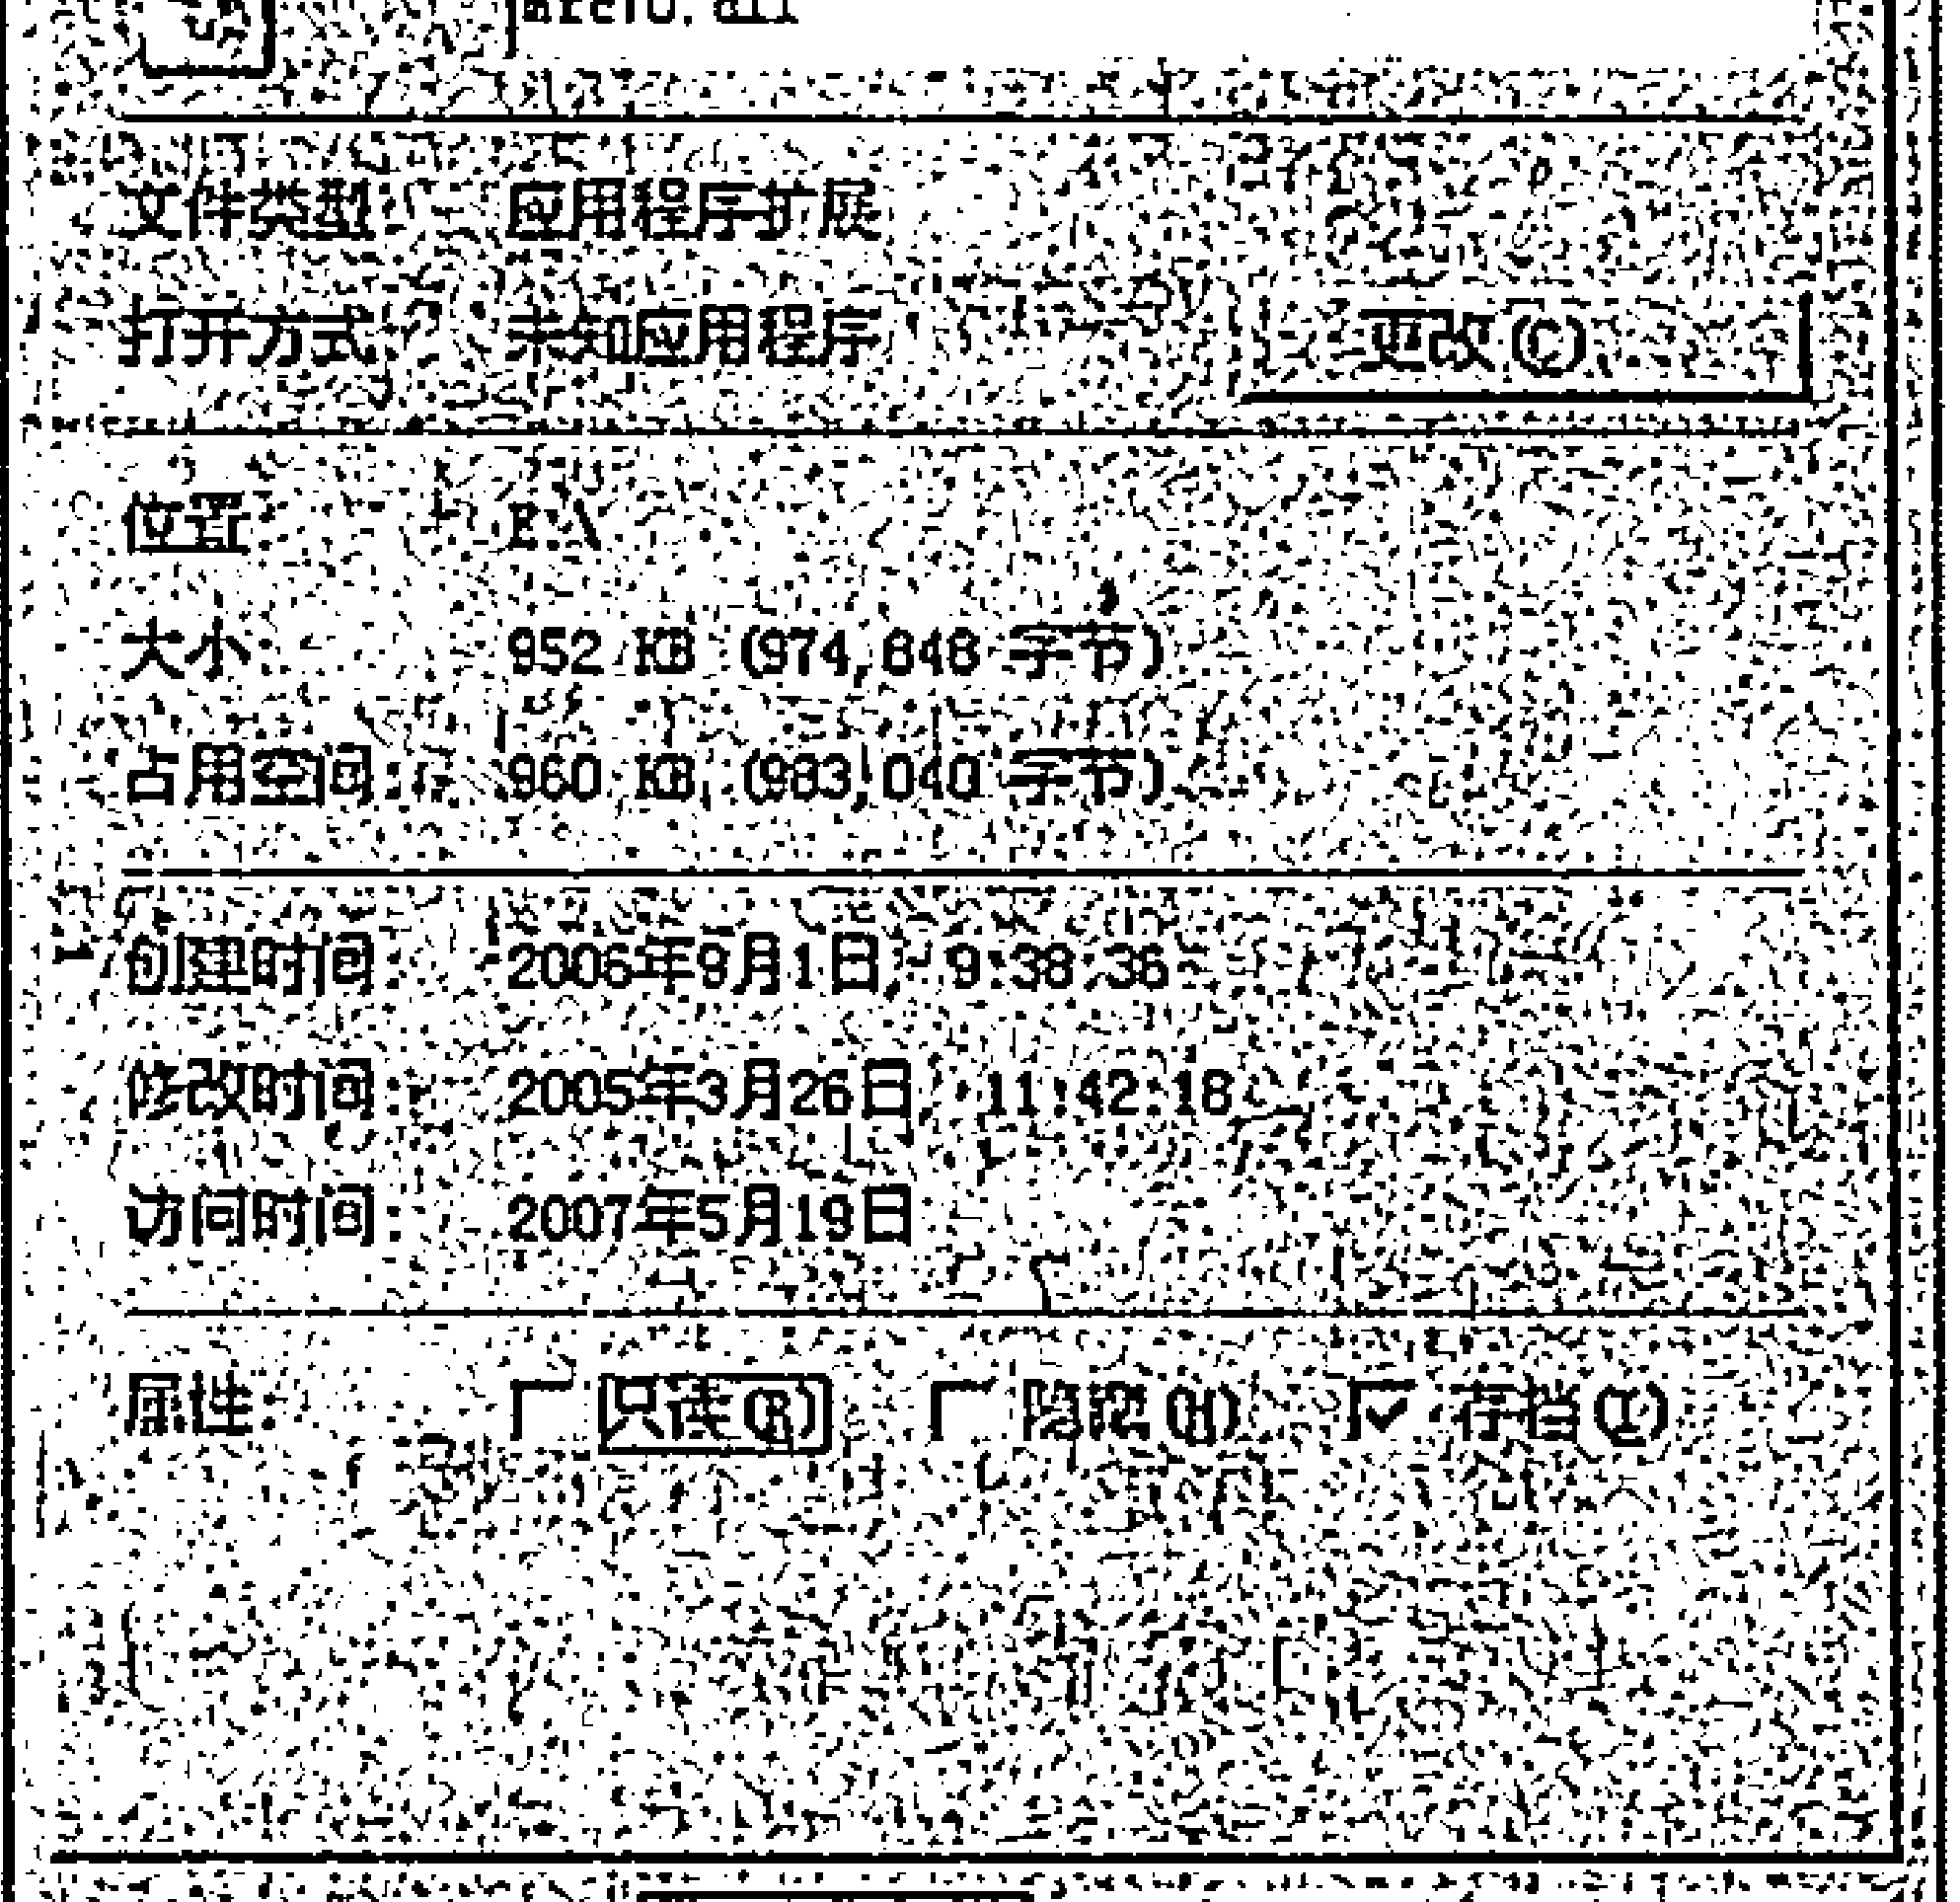 文件类型: 应用程序扩展
打开方式: 未知应用程序 更改(C)
位置: E:\
大小: 952 KB (974,848 字节)
占用空间: 960 KB (983,040 字节)
创建时间: 2006年9月1日, 9:38:36
修改时间: 2005年3月26日, 11:42:18
访问时间: 2007年5月19日
属性: 只读(R) 隐藏(H) 存档(I)